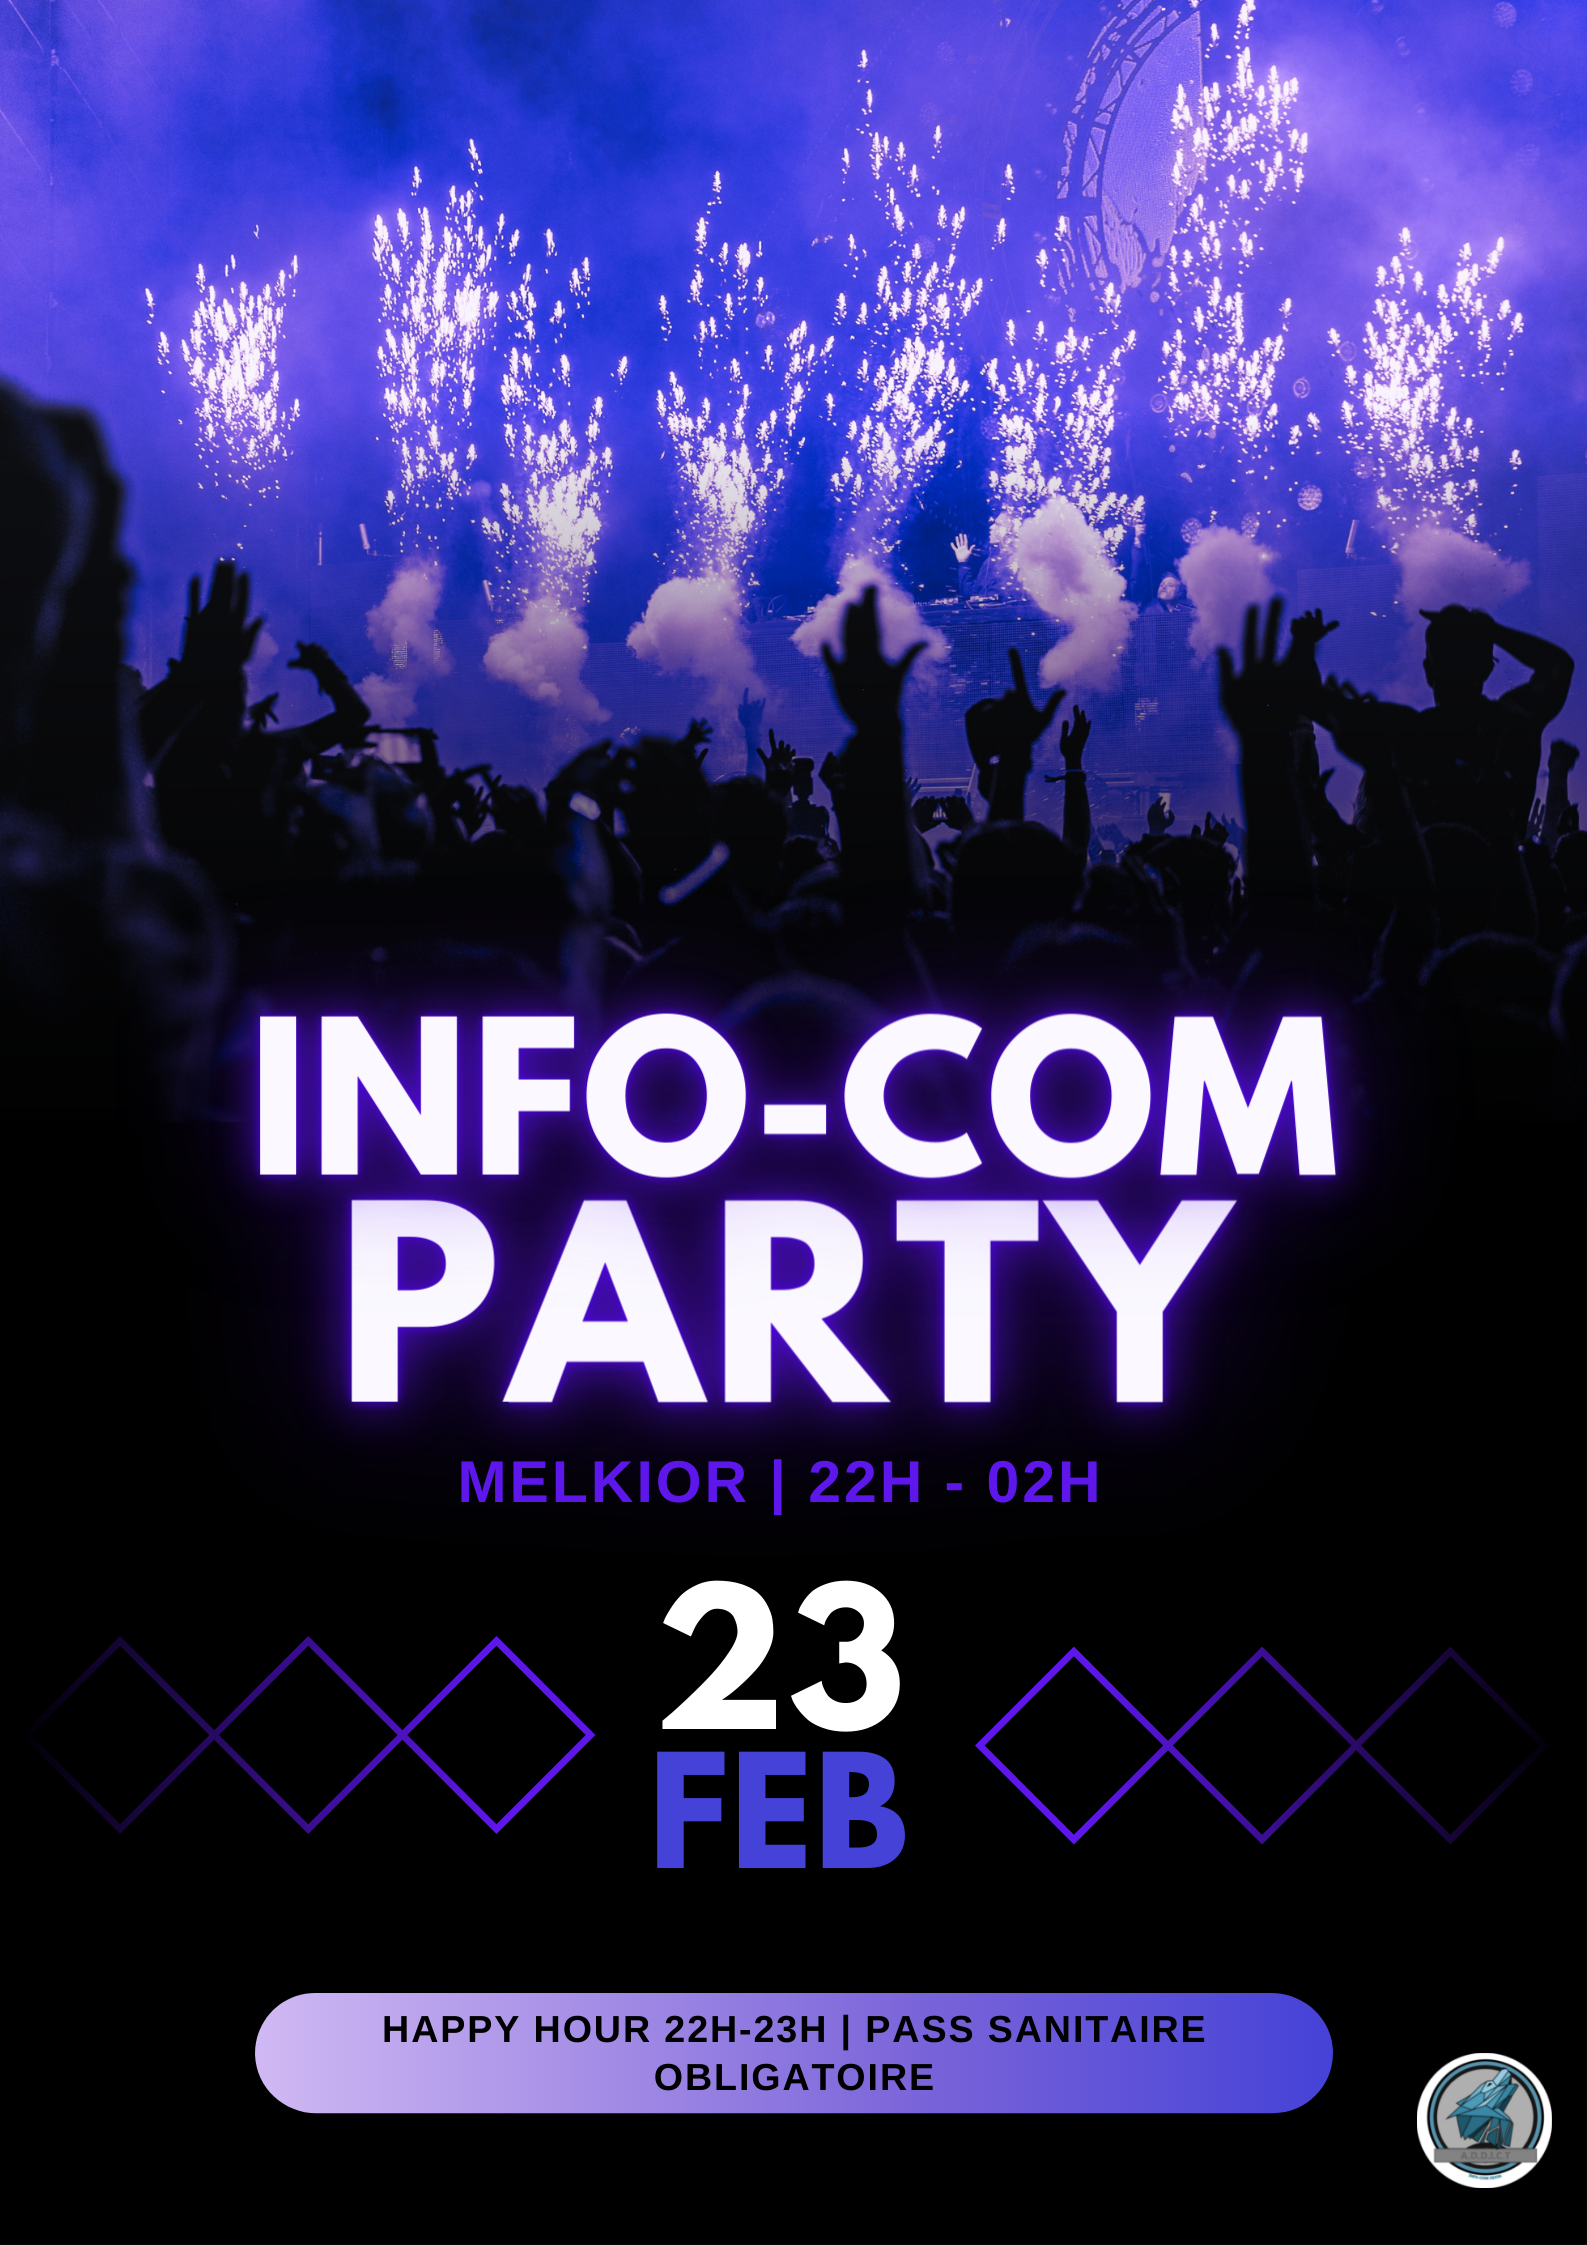 INFO-COM
PARTY
MELKIOR | 22H - 02H
23
FEB
HAPPY HOUR 22H-23H | PASS SANITAIRE
OBLIGATOIRE
A.D.D.I.C.T